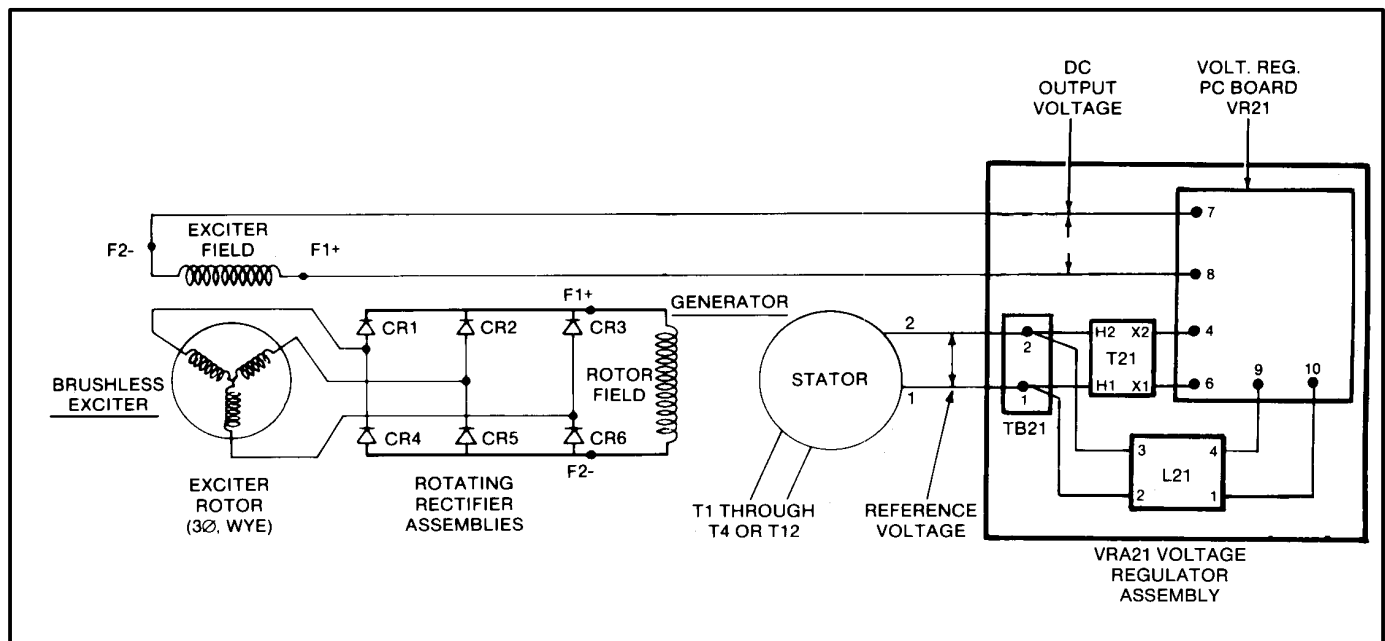 DC
OUTPUT
VOLTAGE
VOLT. REG.
PC BOARD
VR21
7
F2-
EXCITER
FIELD
F1+
8
F1+
GENERATOR
CR1
CR2
CR3
2
2
H2
X2
4
T21
9
10
BRUSHLESS
EXCITER
ROTOR
FIELD
STATOR
1
1
H1
X1
6
TB21
CR4
CR5
CR6
F2-
3
4
L21
2
1
EXCITER
ROTOR
(3Ø, WYE)
ROTATING
RECTIFIER
ASSEMBLIES
T1 THROUGH
T4 OR T12
REFERENCE
VOLTAGE
VRA21 VOLTAGE
REGULATOR
ASSEMBLY